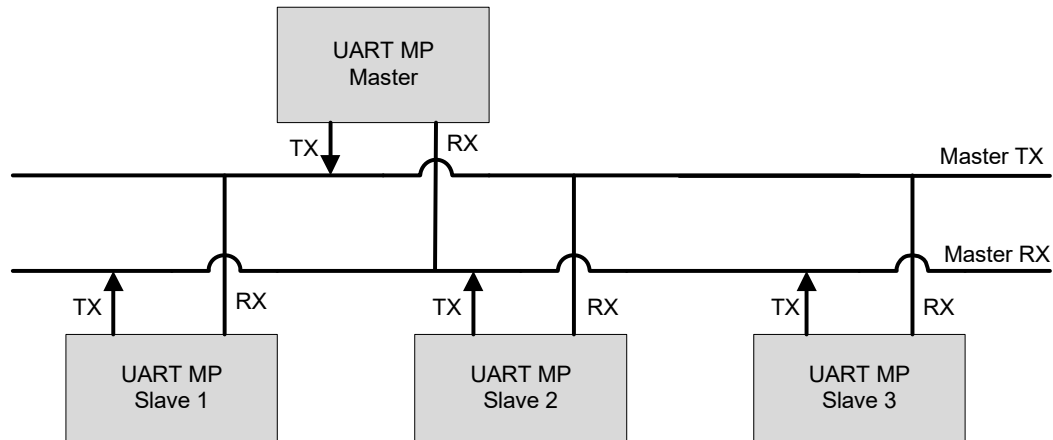 UART MP
Master
TX
RX
Master TX
Master RX
TX
RX
TX
RX
TX
RX
UART MP
Slave 1
UART MP
Slave 2
UART MP
Slave 3